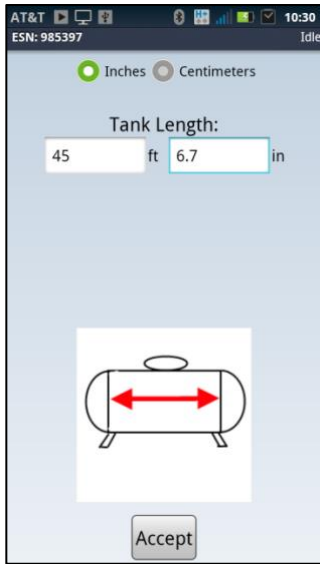 AT&T 10:30
ESN: 985397 Idle
Inches Centimeters
Tank Length:
45 ft 6.7 in
Accept